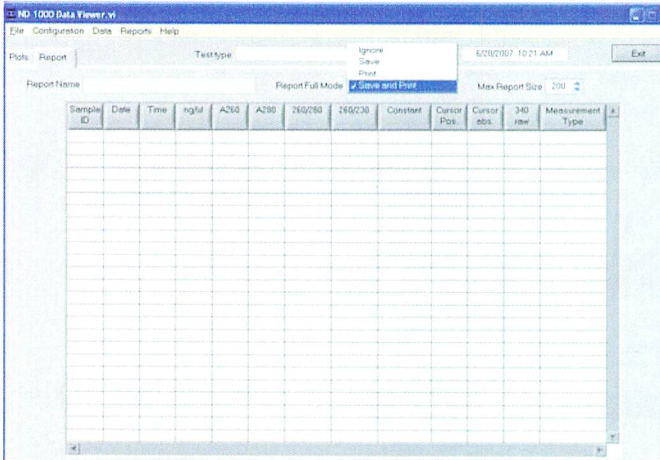 ND-1000 Data Viewer.vi
File Configuration Data Reports Help
Plots Report Test type 6/20/2007 10:21 AM Exit
Ignore
Save
Print
Report Name Report Full Mode ✓ Save and Print Max Report Size 200
Sample ID Date Time ng/ul A260 A280 260/280 260/230 Constant Cursor Pos. Cursor abs. 340 raw Measurement Type